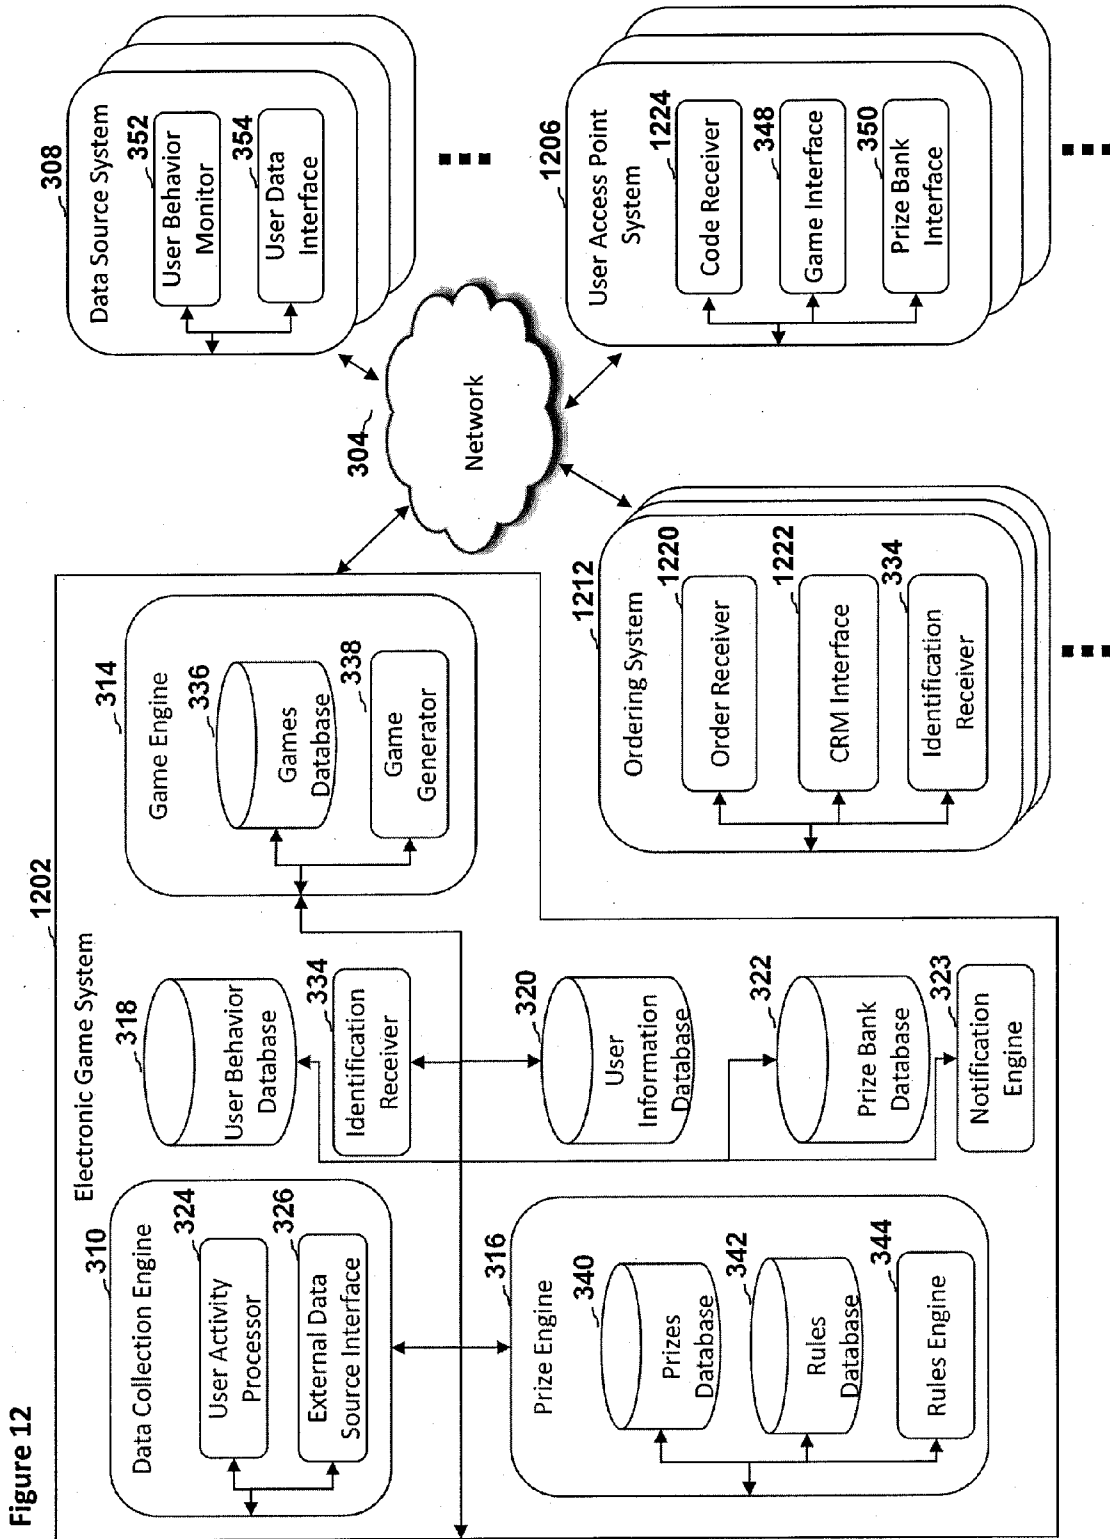 Figure 12
1202
Electronic Game System
310
Data Collection Engine
324
User Activity
Processor
326
External Data
Source Interface
316
Prize Engine
340
Prizes
Database
342
Rules
Database
344
Rules Engine
318
User Behavior
Database
334
Identification
Receiver
320
User
Information
Database
322
Prize Bank
Database
323
Notification
Engine
314
Game Engine
336
Games
Database
338
Game
Generator
304
Network
308
Data Source System
352
User Behavior
Monitor
354
User Data
Interface
1212
Ordering System
1220
Order Receiver
1222
CRM Interface
334
Identification
Receiver
1206
User Access Point
System
1224
Code Receiver
348
Game Interface
350
Prize Bank
Interface